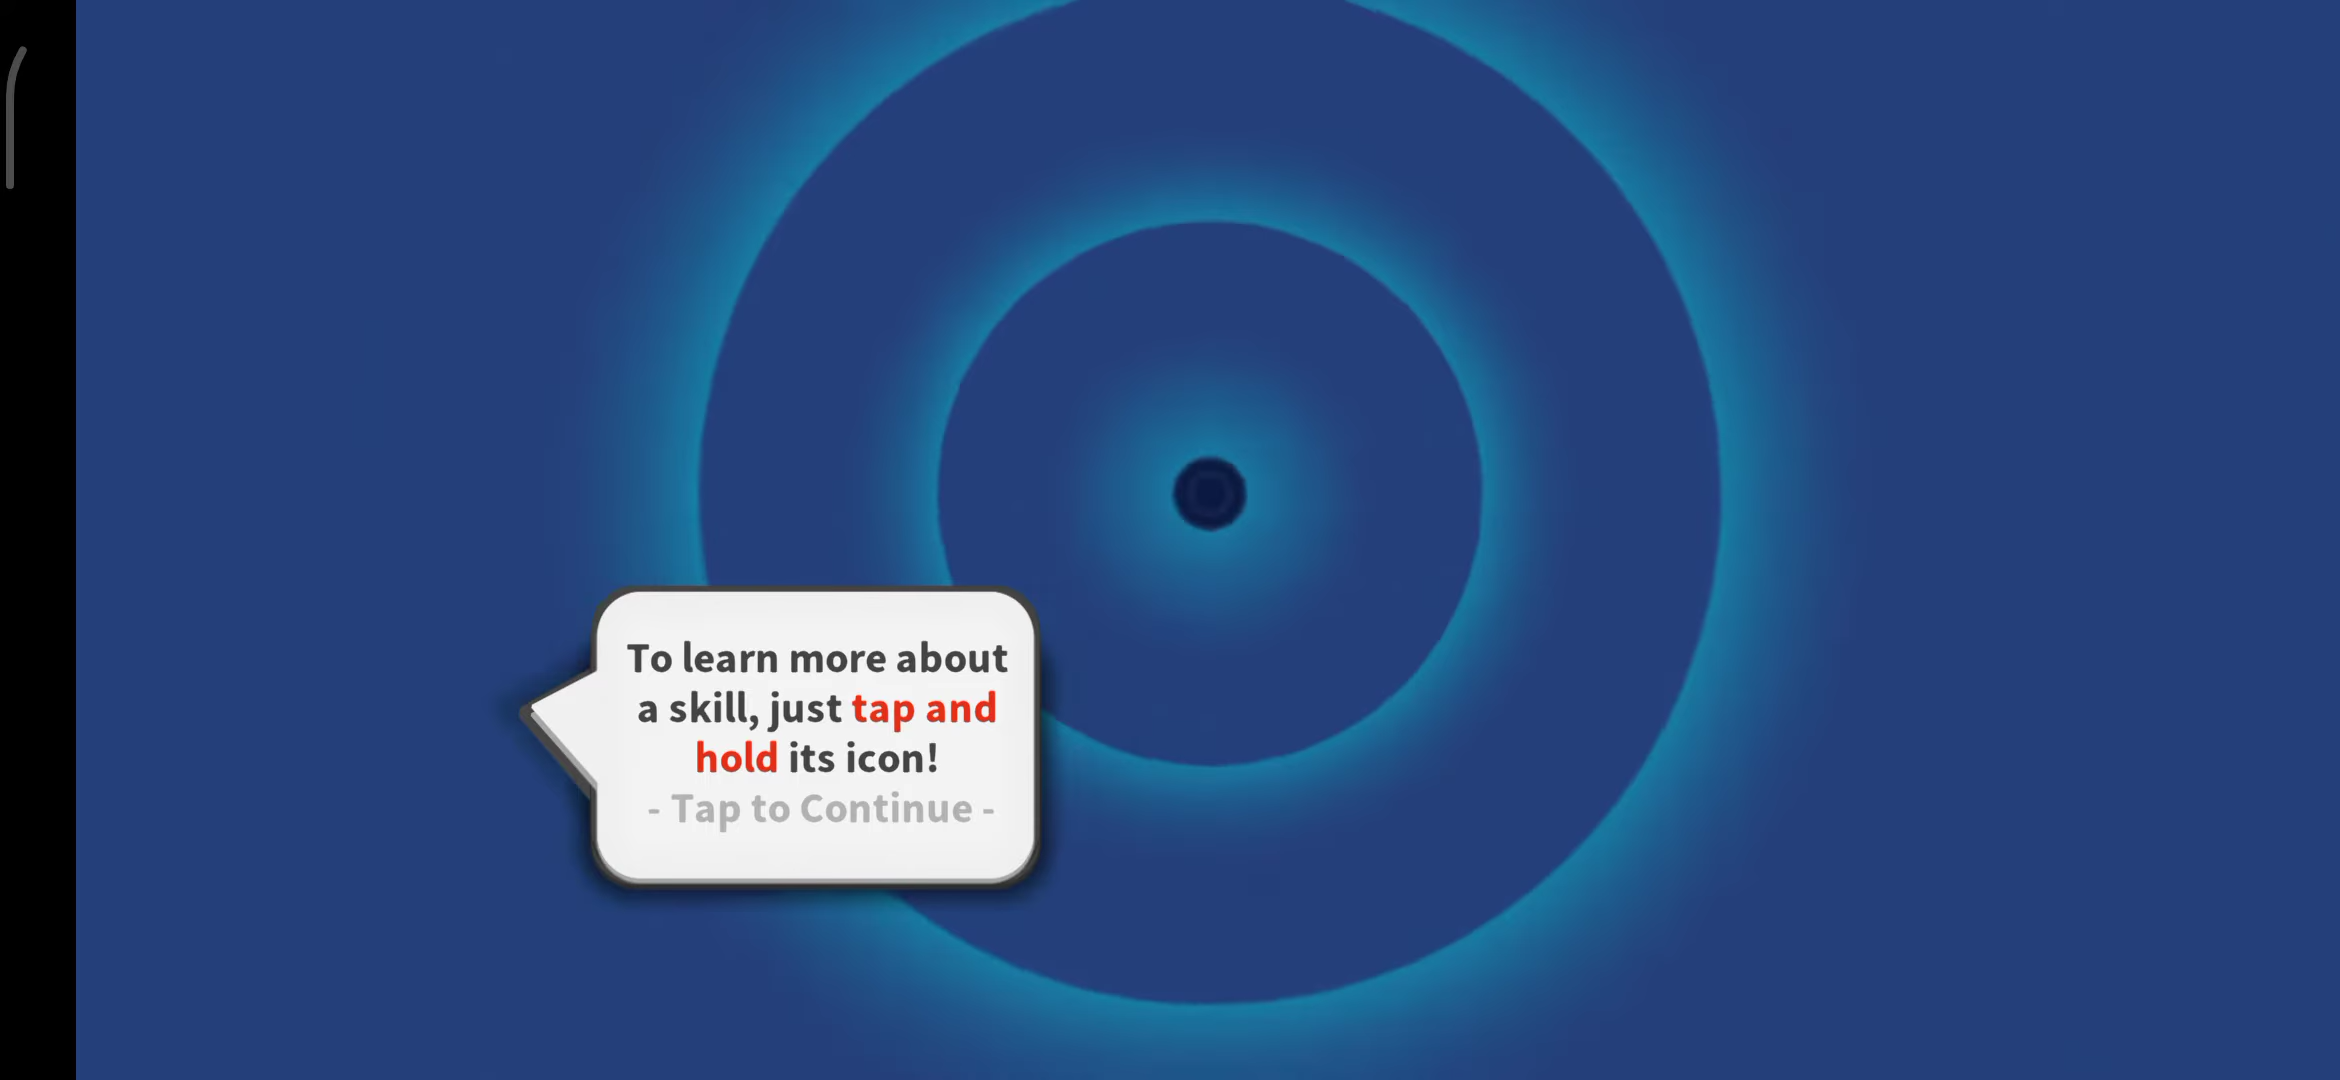 To learn more about
a skill, just tap and
hold its icon!
- Tap to Continue -